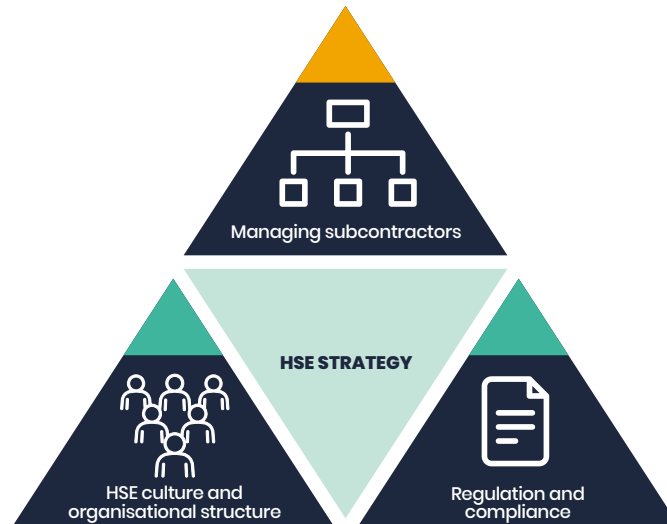 Managing subcontractors
HSE STRATEGY
HSE culture and
organisational structure
Regulation and
compliance